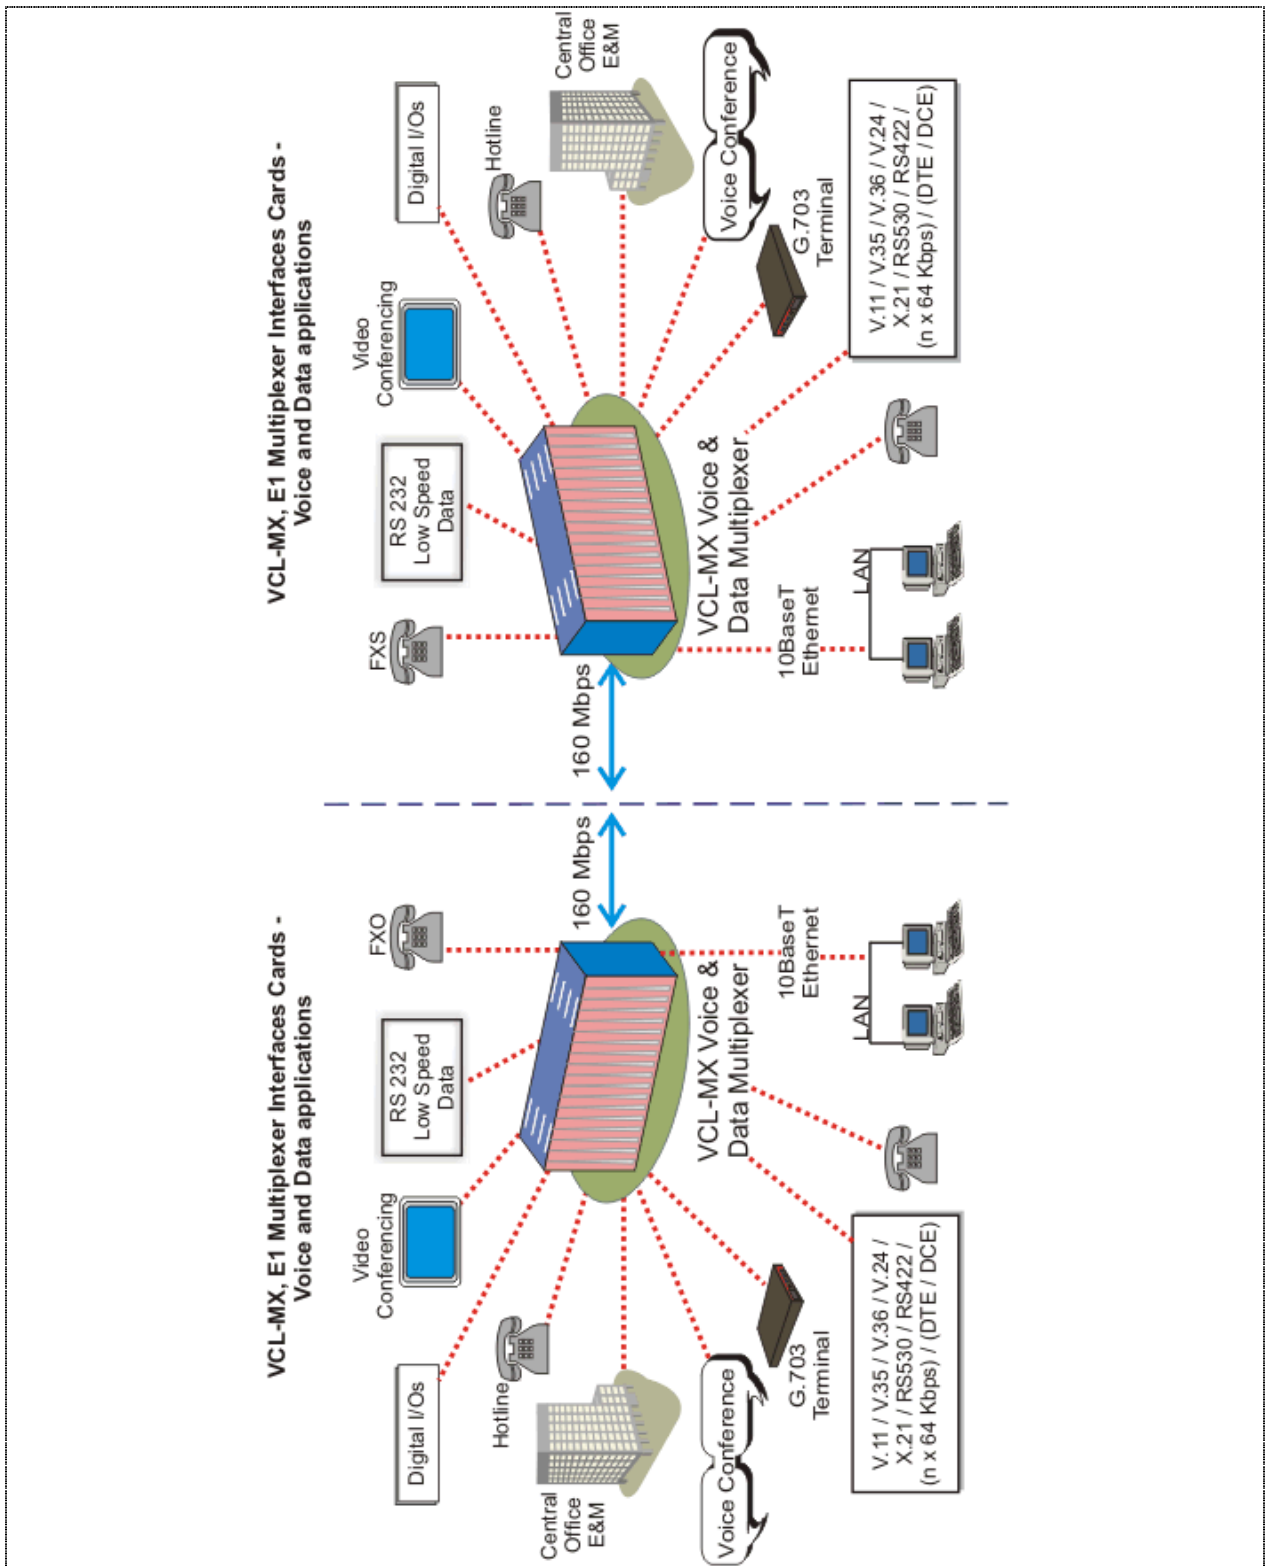 VCL-MX, E1 Multiplexer Interfaces Cards -
Voice and Data applications
Digital I/Os
Video
Conferencing
RS 232
Low Speed
Data
FXO
Hotline
Central
Office
E&M
160 Mbps
Voice Conference
G.703
Terminal
VCL-MX Voice &
Data Multiplexer
10BaseT
Ethernet
LAN
V.11 / V.35 / V.36 / V.24 /
X.21 / RS530 / RS422 /
(n x 64 Kbps) / (DTE / DCE)
VCL-MX, E1 Multiplexer Interfaces Cards -
Voice and Data applications
FXS
RS 232
Low Speed
Data
Video
Conferencing
Digital I/Os
Hotline
Central
Office
E&M
160 Mbps
Voice Conference
G.703
Terminal
VCL-MX Voice &
Data Multiplexer
10BaseT
Ethernet
LAN
V.11 / V.35 / V.36 / V.24 /
X.21 / RS530 / RS422 /
(n x 64 Kbps) / (DTE / DCE)